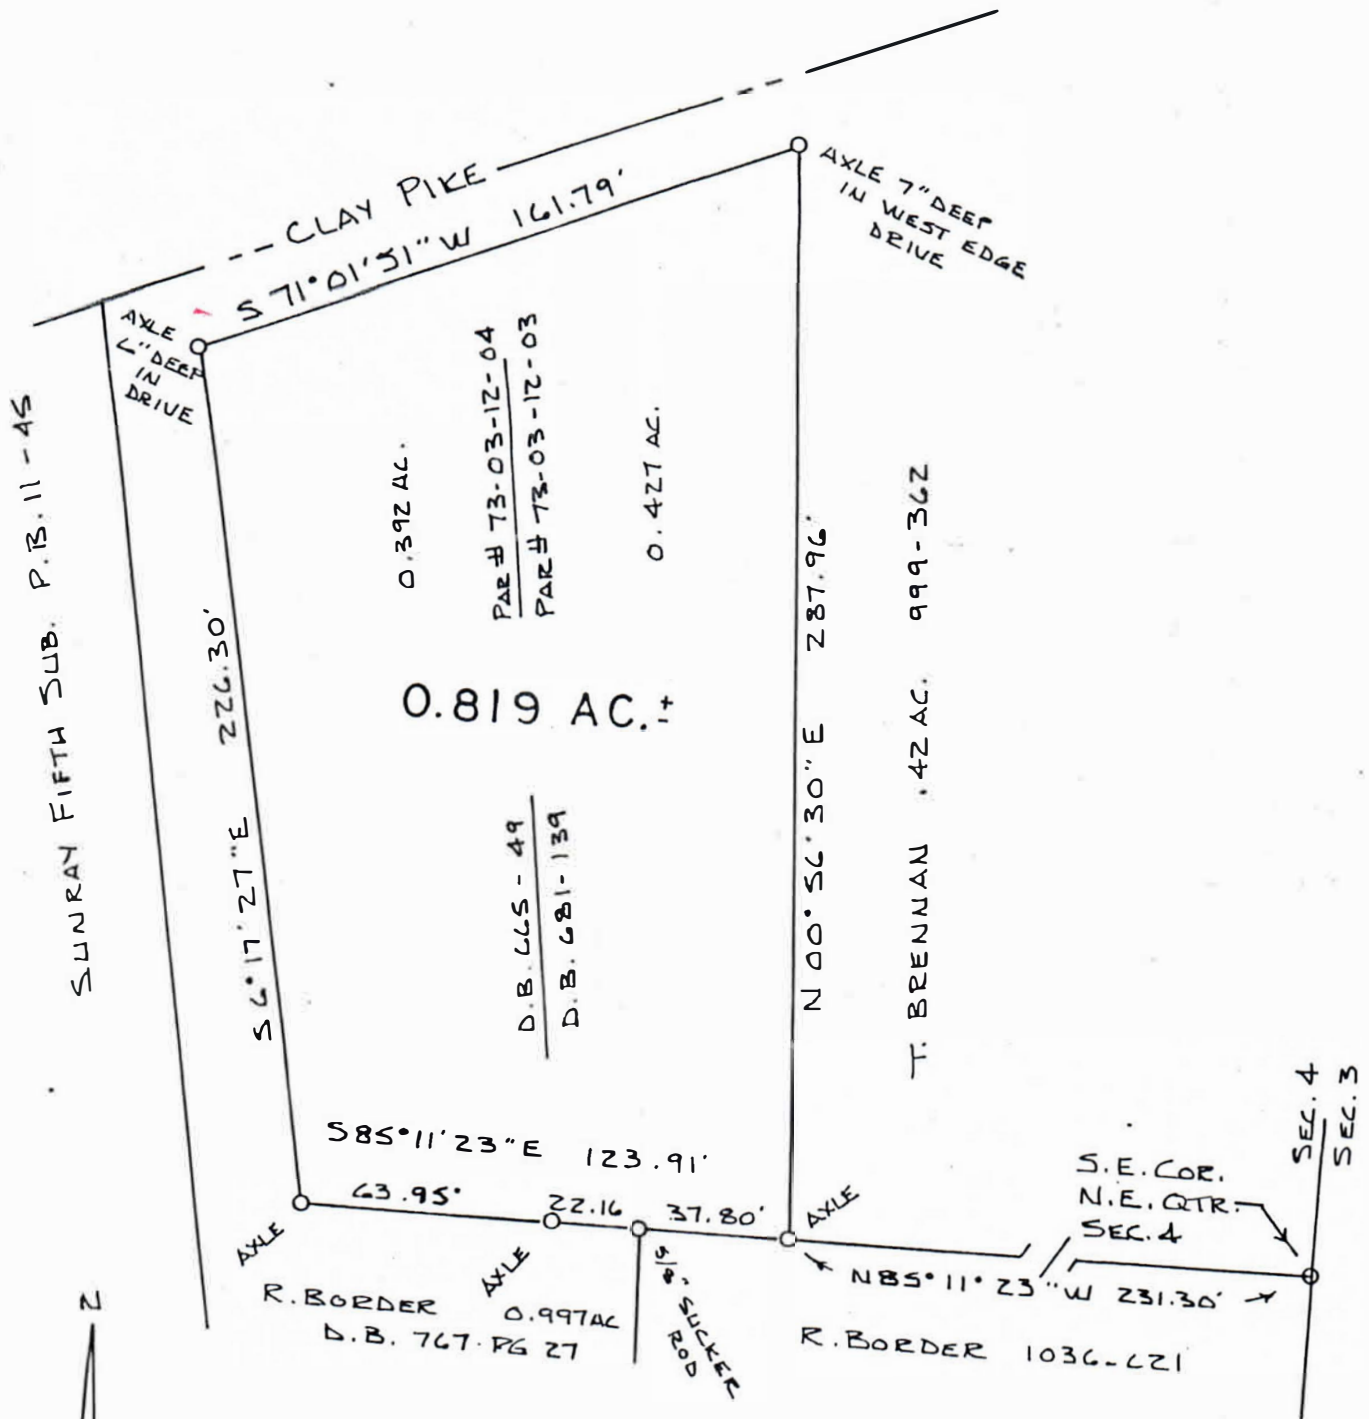 CLAY PIKE
S 71°01'51" W 161.79'
AXLE 7" DEEP
IN WEST EDGE
DRIVE
AXLE
6" DEEP
IN
DRIVE
SUNRAY FIFTH SUB. P.B. 11-45
0.392 AC.
PAR# 73-03-12-04
PAR# 73-03-12-03
0.427 AC.
S 6°17'27"E 226.30'
0.819 AC.±
D.B. 665-49
D.B. 681-139
N 00°56'30"E 287.96'
T. BRENNAN .42 AC. 999-362
S85°11'23"E 123.91'
63.95'
22.16
37.80'
AXLE
AXLE
AXLE
5/8" SUCKER
ROD
SEC. 4
SEC. 3
S.E. COR.
N.E. QTR.
SEC. 4
N85°11'23"W 231.30'
R. BORDER 0.997AC
D.B. 767-PG 27
R. BORDER 1036-621
N